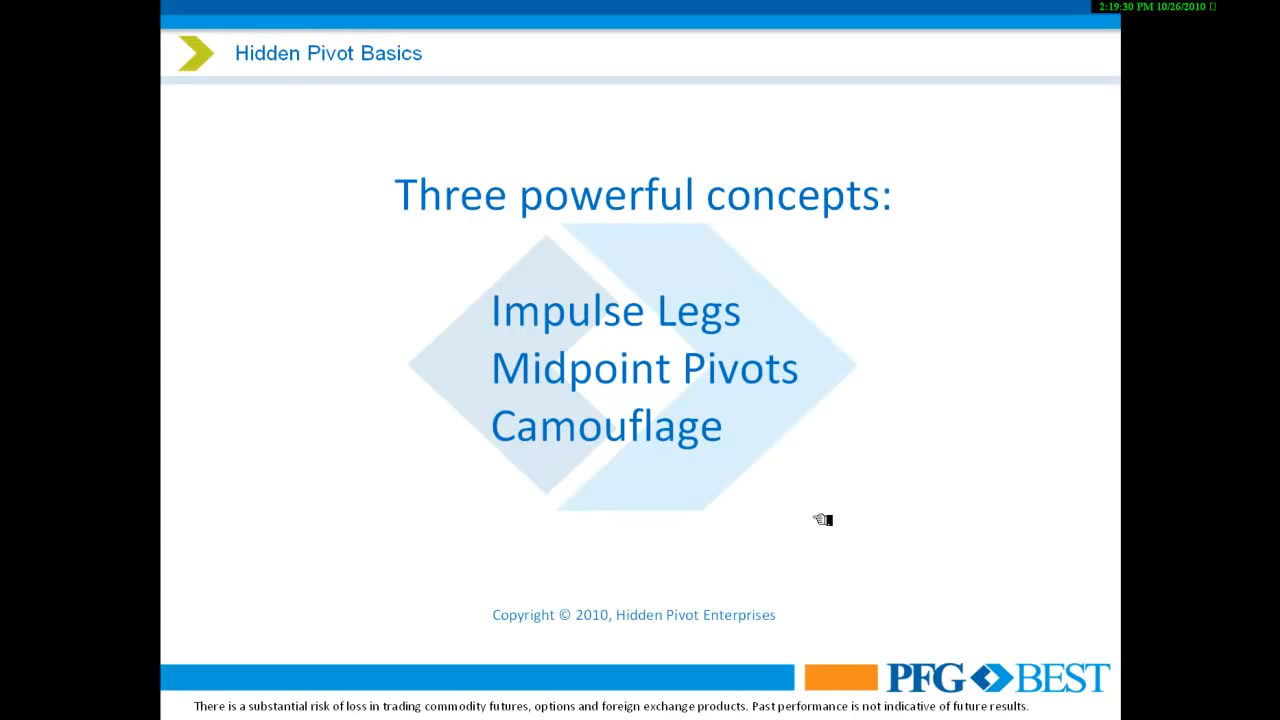 2:19:30 PM 10/26/2010
Hidden Pivot Basics
Three powerful concepts:
Impulse Legs
Midpoint Pivots
Camouflage
Copyright © 2010, Hidden Pivot Enterprises
PFG BEST
There is a substantial risk of loss in trading commodity futures, options and foreign exchange products. Past performance is not indicative of future results.